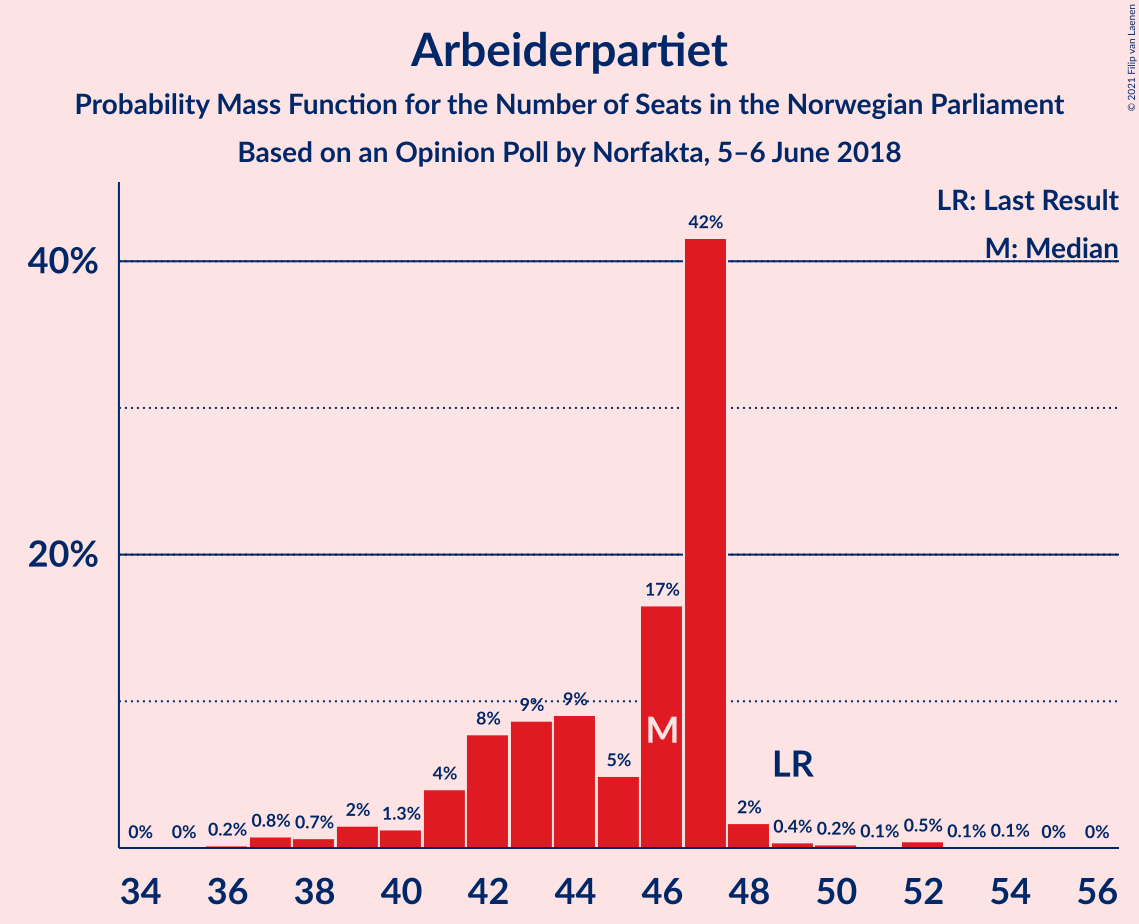 Arbeiderpartiet
Probability Mass Function for the Number of Seats in the Norwegian Parliament
Based on an Opinion Poll by Norfakta, 5–6 June 2018
© 2021 Filip van Laenen
LR: Last Result
M: Median
40%
20%
0% 0% 0.2% 0.8% 0.7% 2% 1.3% 4% 8% 9% 9% 5% 17% 42% 2% 0.4% 0.2% 0.1% 0.5% 0.1% 0.1% 0% 0%
M
LR
34 36 38 40 42 44 46 48 50 52 54 56